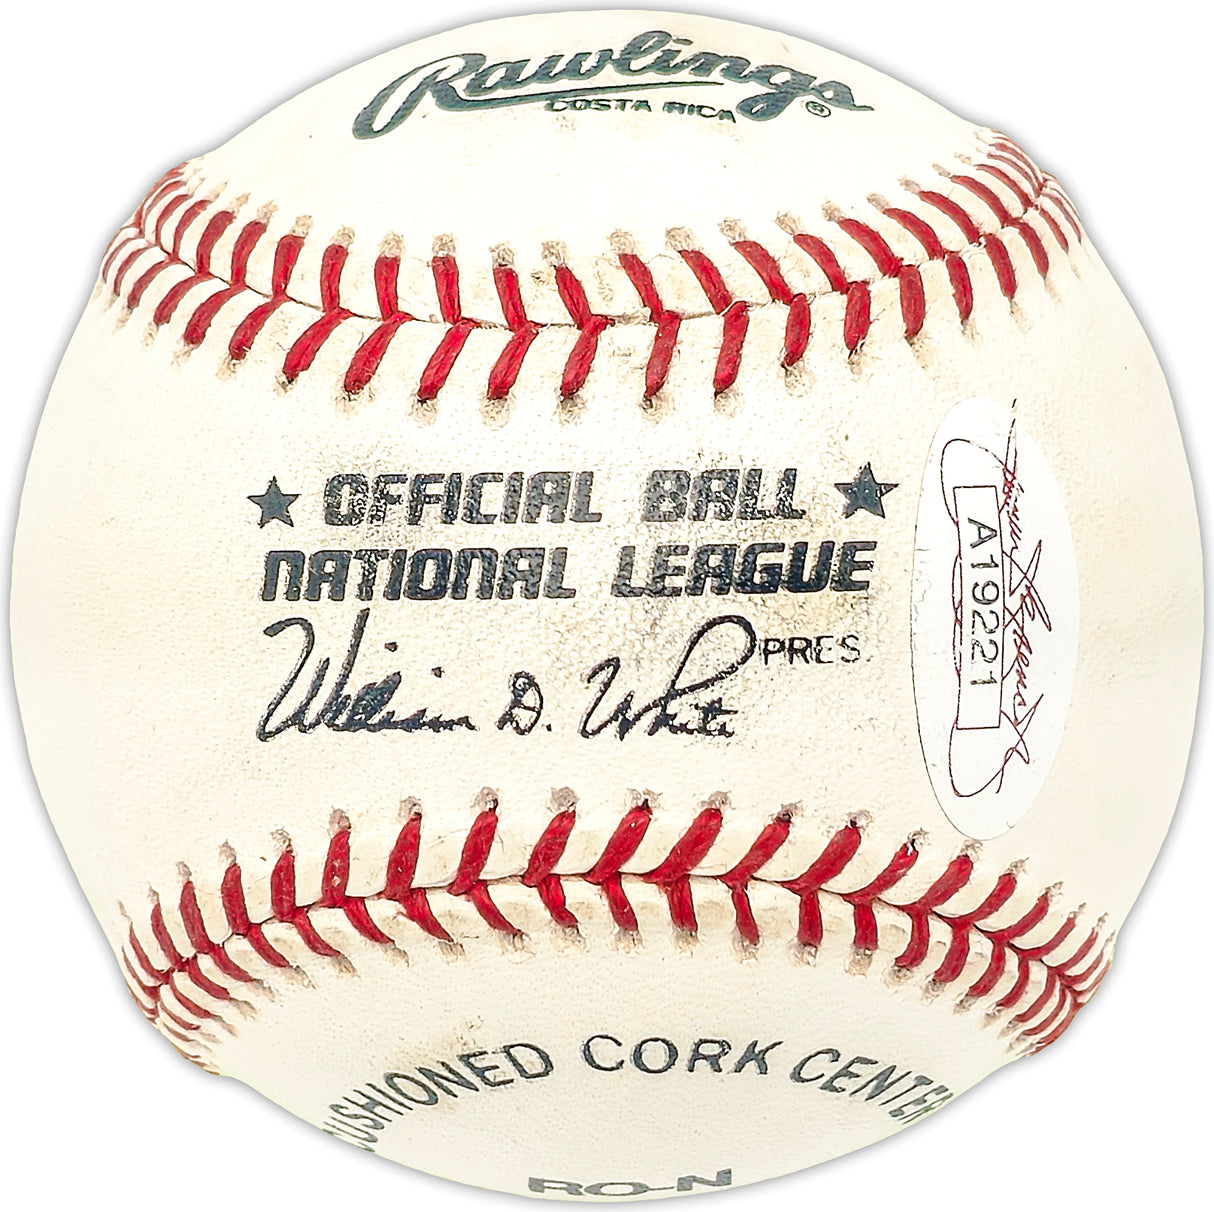 Rawlings
COSTA RICA ®
★ OFFICIAL BALL ★
NATIONAL LEAGUE
William D. White PRES.
A19221
CUSHIONED CORK CENTER
RO-N